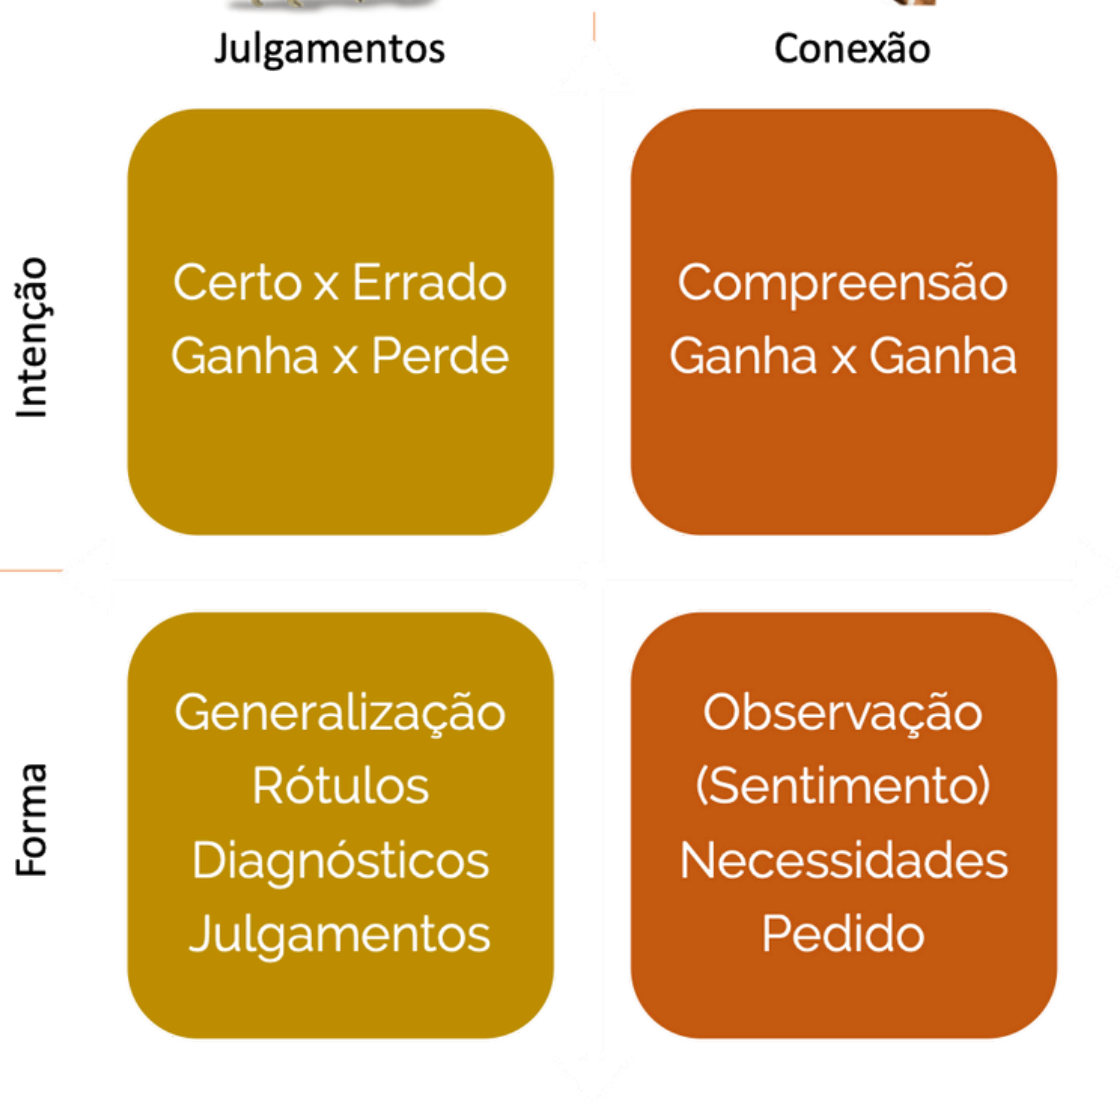 Julgamentos
Conexão
Intenção
Certo x Errado
Ganha x Perde
Compreensão
Ganha x Ganha
Forma
Generalização
Rótulos
Diagnósticos
Julgamentos
Observação
(Sentimento)
Necessidades
Pedido